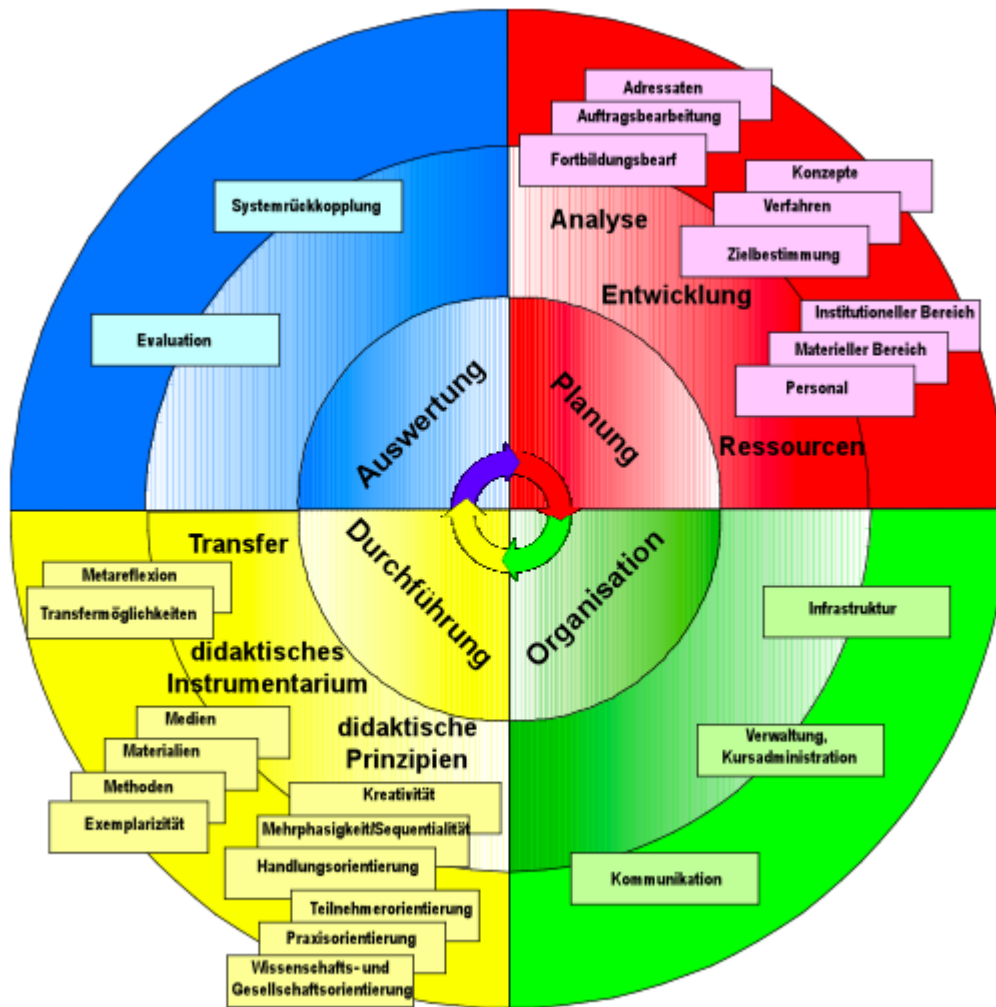 Adressaten
Auftragsbearbeitung
Fortbildungsbearf
Konzepte
Verfahren
Zielbestimmung
Analyse
Entwicklung
Institutioneller Bereich
Materieller Bereich
Personal
Ressourcen
Planung
Systemrückkopplung
Evaluation
Auswertung
Durchführung
Organisation
Transfer
Metareflexion
Transfermöglichkeiten
didaktisches
Instrumentarium
Medien
Materialien
Methoden
Exemplarizität
didaktische
Prinzipien
Kreativität
Mehrphasigkeit/Sequentialität
Handlungsorientierung
Teilnehmerorientierung
Praxisorientierung
Wissenschafts- und
Gesellschaftsorientierung
Infrastruktur
Verwaltung,
Kursadministration
Kommunikation